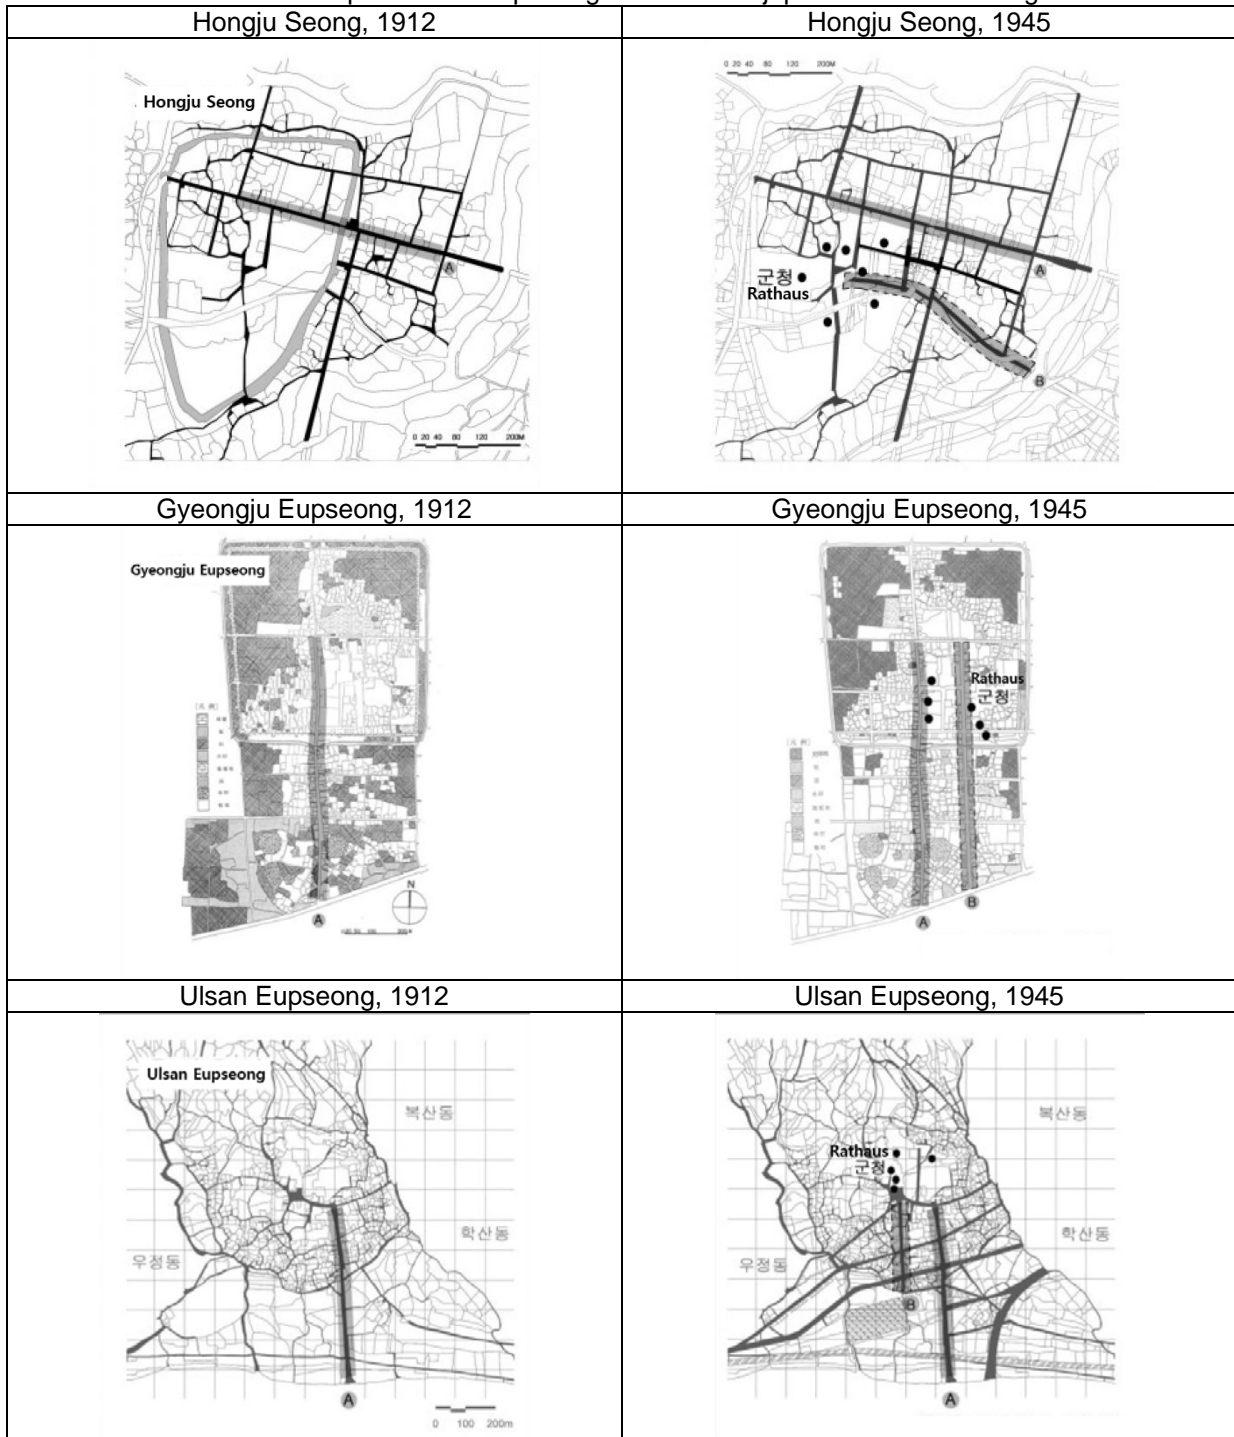 Hongju Seong, 1912
Hongju Seong, 1945
Hongju Seong
A
0 20 40 80 120 200M
0 20 40 80 120 200M
군청
Rathaus
A
B
Gyeongju Eupseong, 1912
Gyeongju Eupseong, 1945
Gyeongju Eupseong
N
A
Rathaus
군청
A
B
Ulsan Eupseong, 1912
Ulsan Eupseong, 1945
Ulsan Eupseong
복산동
학산동
우정동
A
0 100 200m
복산동
Rathaus
군청
학산동
우정동
B
A